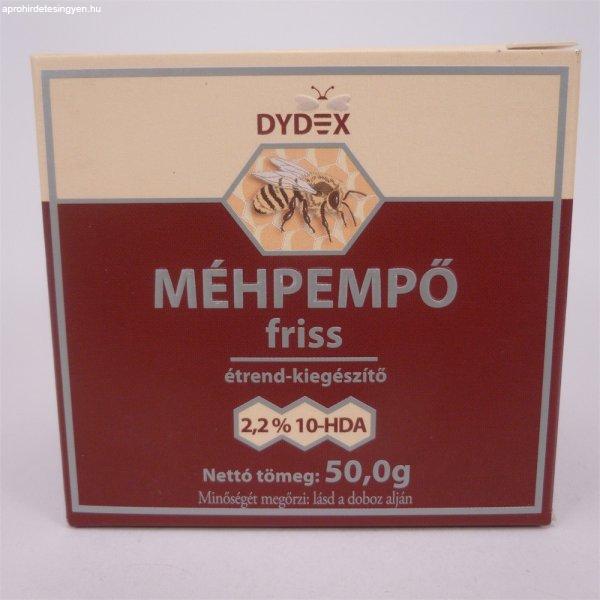 aprohirdetesingyen.hu
DYDEX
MÉHPEMPŐ
friss
étrend-kiegészítő
2,2% 10-HDA
Nettó tömeg: 50,0g
Minőségét megőrzi: lásd a doboz alján